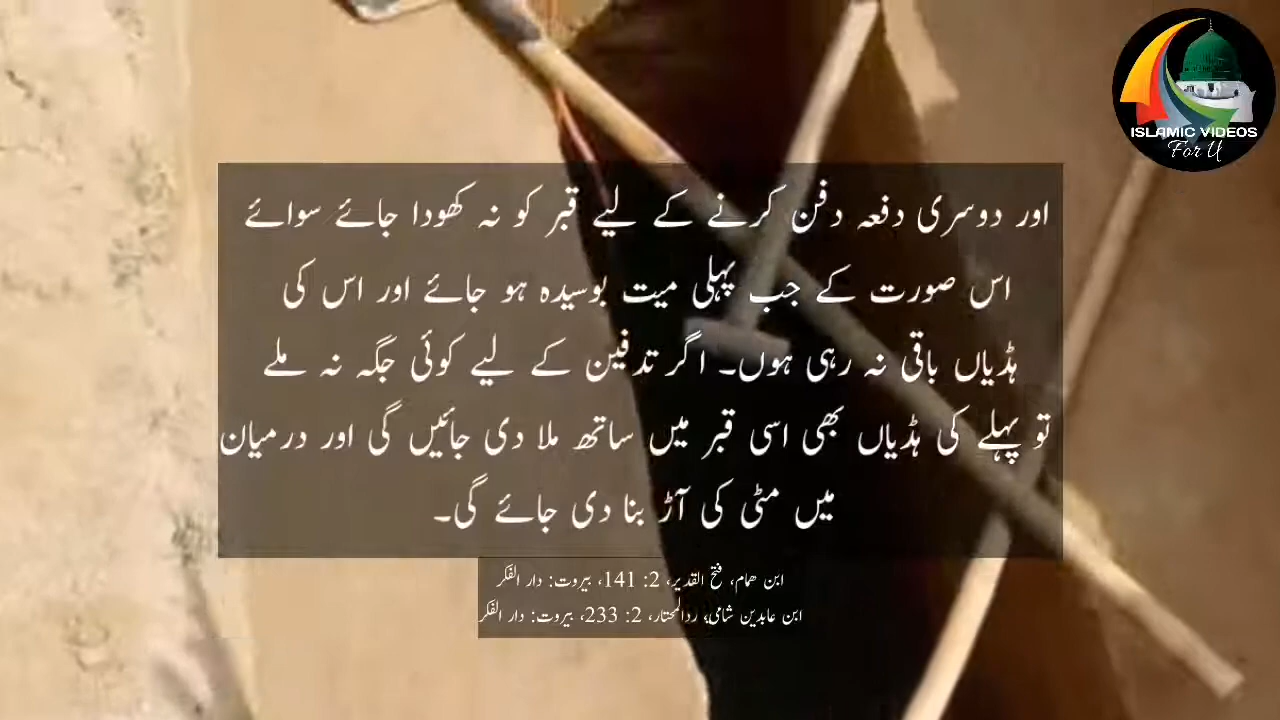 ISLAMIC VIDEOS
For U
اور دوسری دفعہ دفن کرنے کے لیے قبر کو نہ کھودا جائے سوائے
اس صورت کے جب پہلی میت بوسیدہ ہو جائے اور اس کی
ہڈیاں باقی نہ رہی ہوں۔ اگر تدفین کے لیے کوئی جگہ نہ ملے
تو پہلے کی ہڈیاں بھی اسی قبر میں ساتھ ملا دی جائیں گی اور درمیان
میں مٹی کی آڑ بنا دی جائے گی۔
ابن ھمام، فتح القدیر، 2: 141، بیروت: دار الفکر
ابن عابدین شامی، ردالمحتار، 2: 233، بیروت: دار الفکر